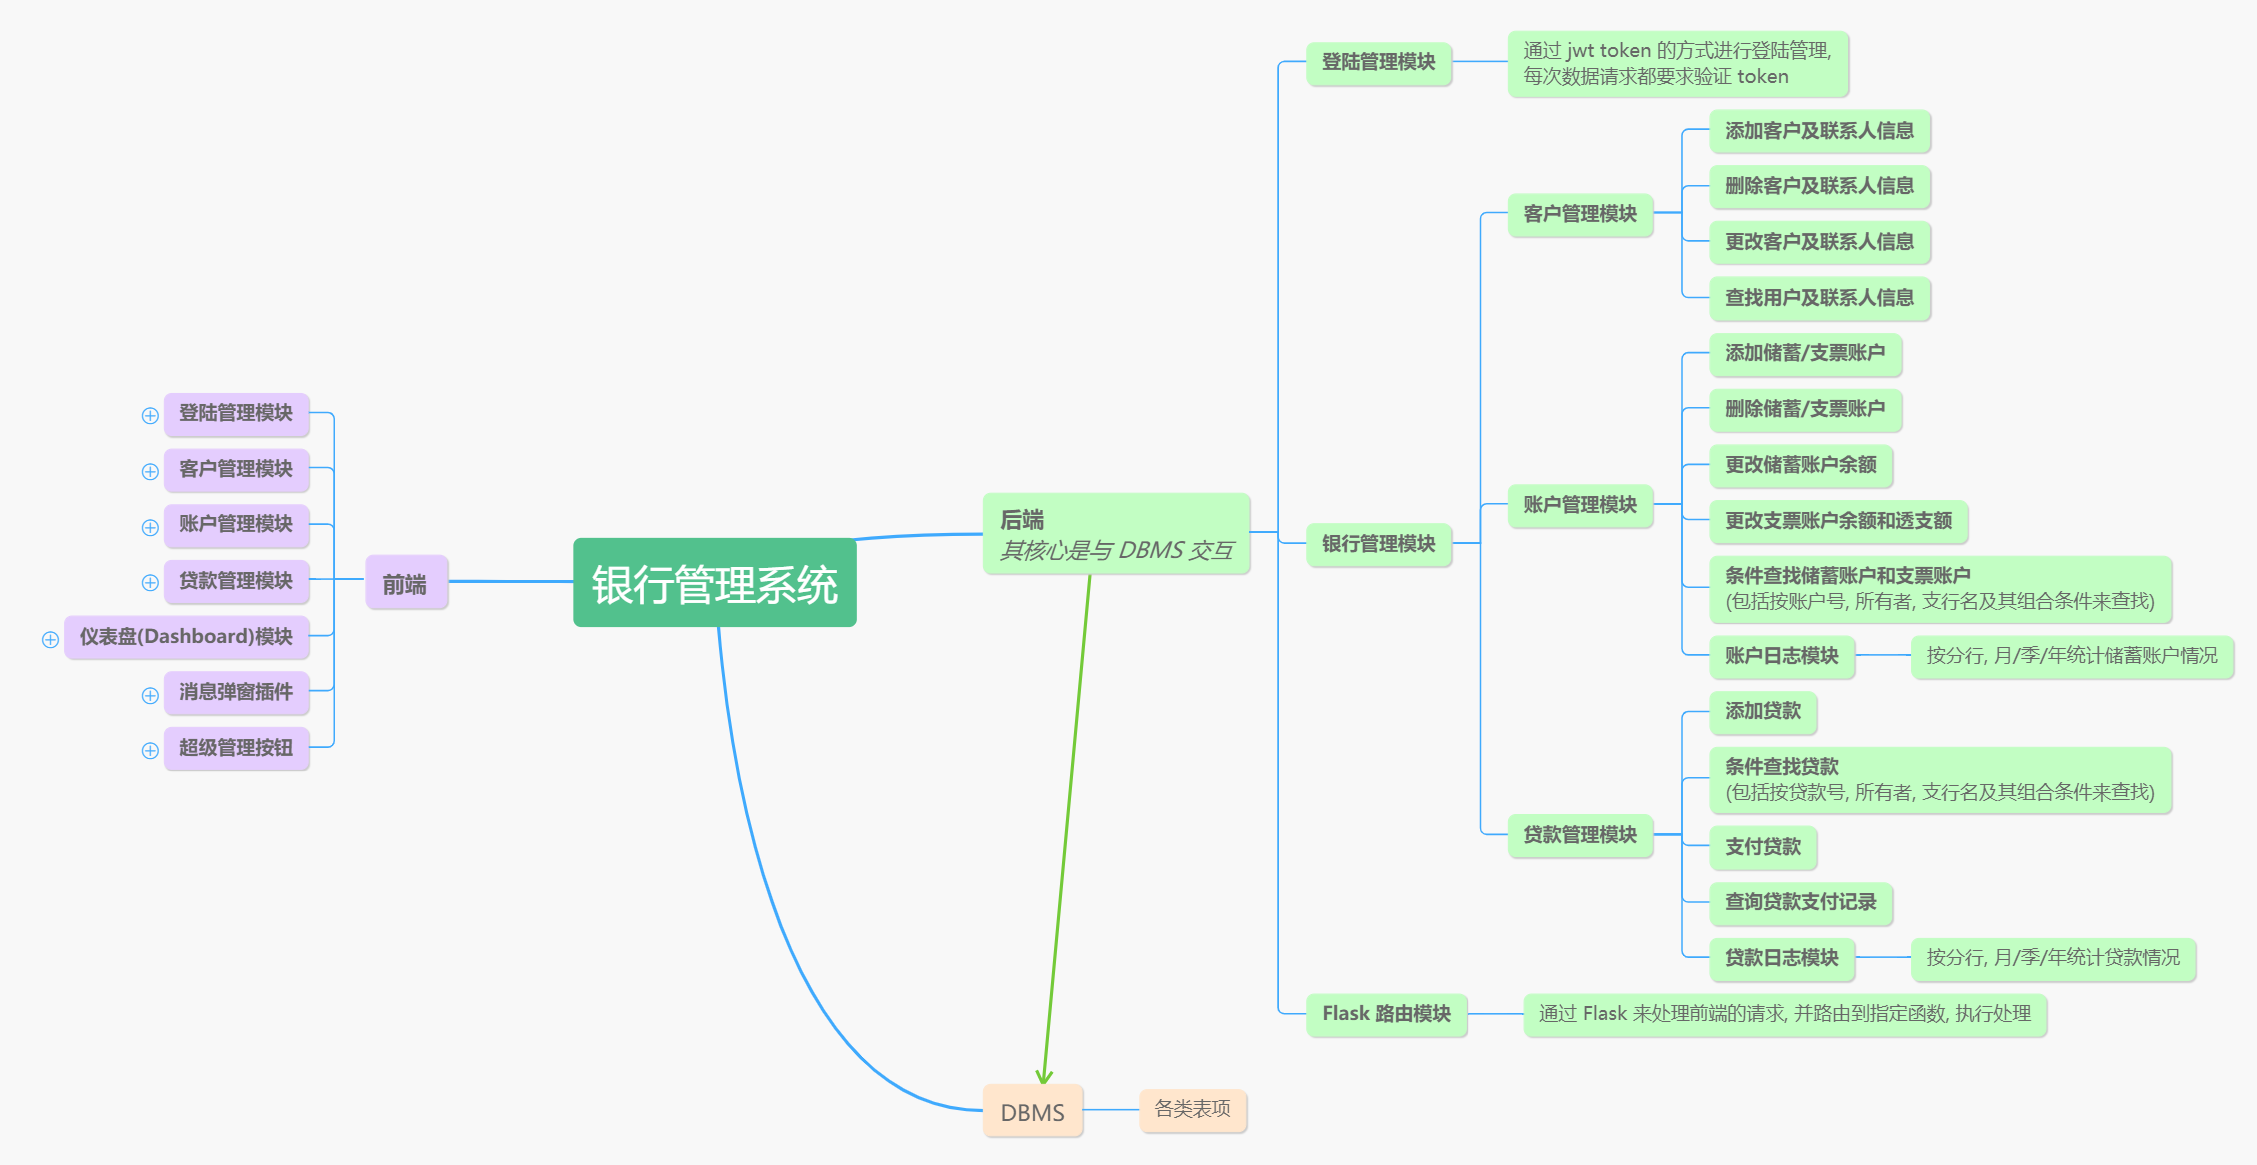 银行管理系统
前端
登陆管理模块
客户管理模块
账户管理模块
贷款管理模块
仪表盘(Dashboard)模块
消息弹窗插件
超级管理按钮
后端
其核心是与 DBMS 交互
登陆管理模块
通过 jwt token 的方式进行登陆管理,
每次数据请求都要求验证 token
银行管理模块
客户管理模块
添加客户及联系人信息
删除客户及联系人信息
更改客户及联系人信息
查找用户及联系人信息
账户管理模块
添加储蓄/支票账户
删除储蓄/支票账户
更改储蓄账户余额
更改支票账户余额和透支额
条件查找储蓄账户和支票账户
(包括按账户号, 所有者, 支行名及其组合条件来查找)
账户日志模块
按分行, 月/季/年统计储蓄账户情况
贷款管理模块
添加贷款
条件查找贷款
(包括按贷款号, 所有者, 支行名及其组合条件来查找)
支付贷款
查询贷款支付记录
贷款日志模块
按分行, 月/季/年统计贷款情况
Flask 路由模块
通过 Flask 来处理前端的请求, 并路由到指定函数, 执行处理
DBMS
各类表项